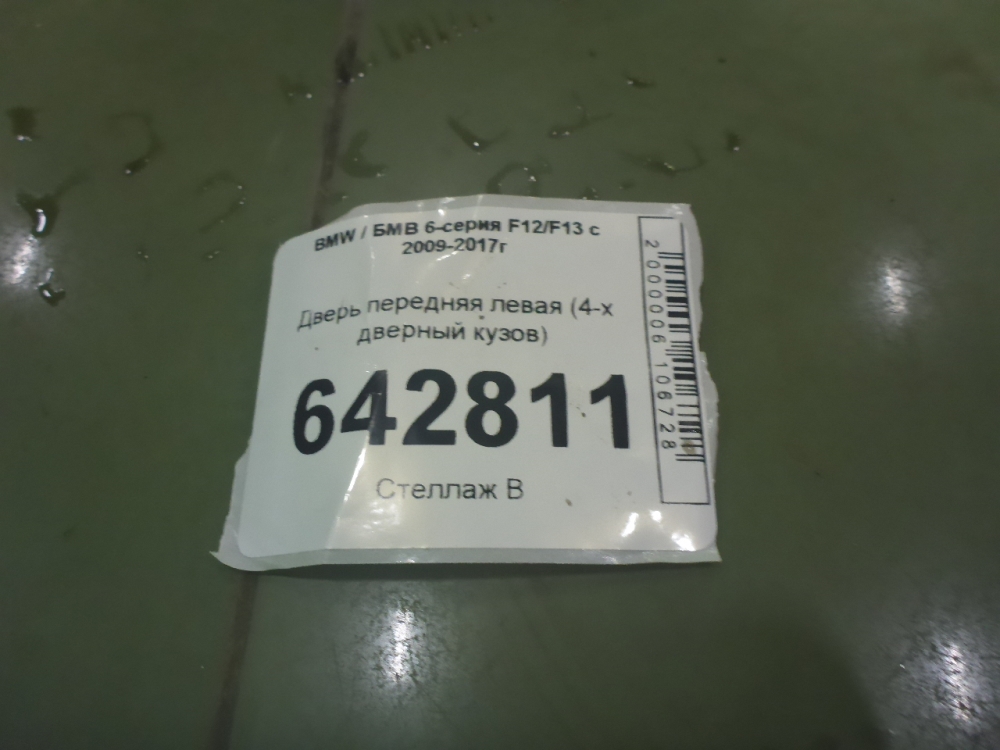 BMW / БМВ 6-серия F12/F13 с
2009-2017г
Дверь передняя левая (4-х
дверный кузов)
642811
Стеллаж В
2000006106728